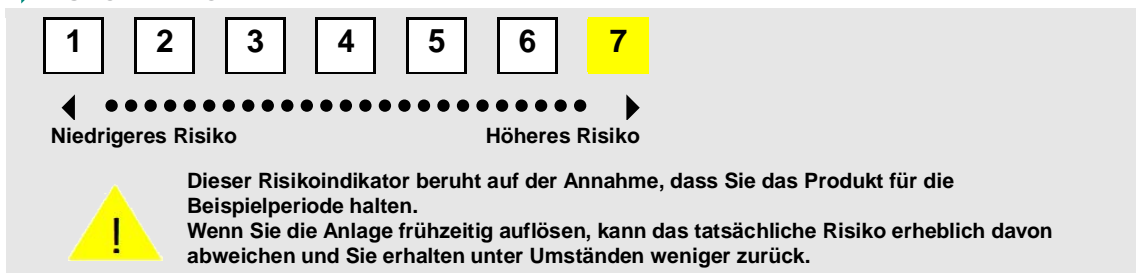 1 2 3 4 5 6 7
Niedrigeres Risiko Höheres Risiko
!
Dieser Risikoindikator beruht auf der Annahme, dass Sie das Produkt für die
Beispielperiode halten.
Wenn Sie die Anlage frühzeitig auflösen, kann das tatsächliche Risiko erheblich davon
abweichen und Sie erhalten unter Umständen weniger zurück.